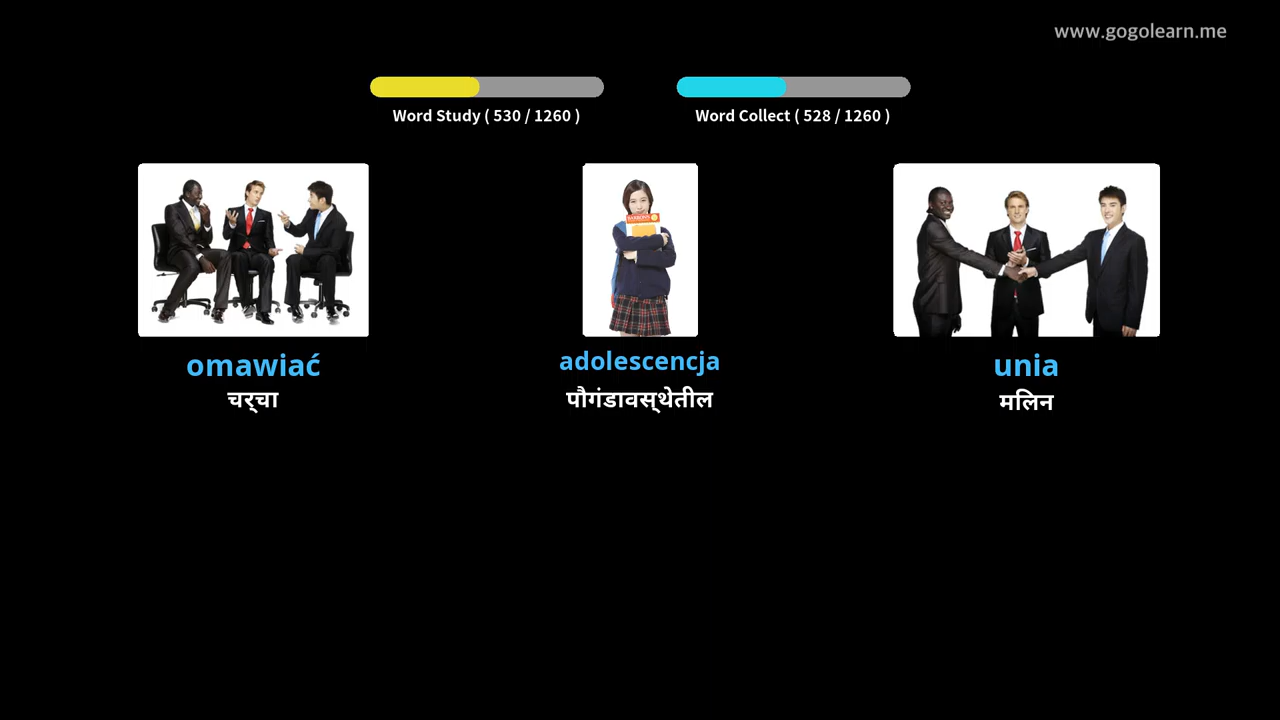 www.gogolearn.me
Word Study ( 530 / 1260 )
Word Collect ( 528 / 1260 )
omawiać
चर्‌चा
adolescencja
पौगंडावस्‌थेतील
unia
मलिन